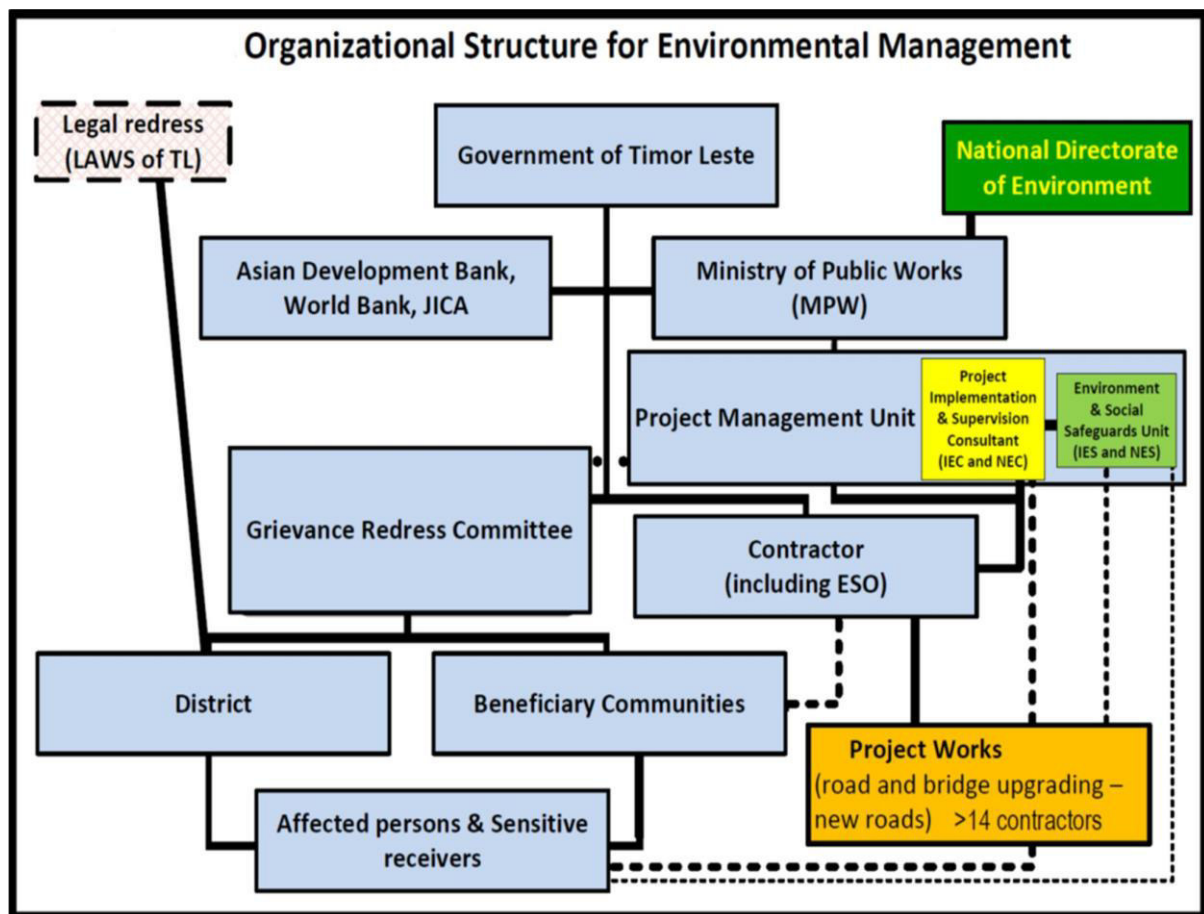 Organizational Structure for Environmental Management
Legal redress
(LAWS of TL)
Government of Timor Leste
National Directorate
of Environment
Asian Development Bank,
World Bank, JICA
Ministry of Public Works
(MPW)
Project Management Unit
Project
Implementation
& Supervision
Consultant
(IEC and NEC)
Environment
& Social
Safeguards Unit
(IES and NES)
Grievance Redress Committee
Contractor
(including ESO)
District
Beneficiary Communities
Project Works
(road and bridge upgrading –
new roads) >14 contractors
Affected persons & Sensitive
receivers